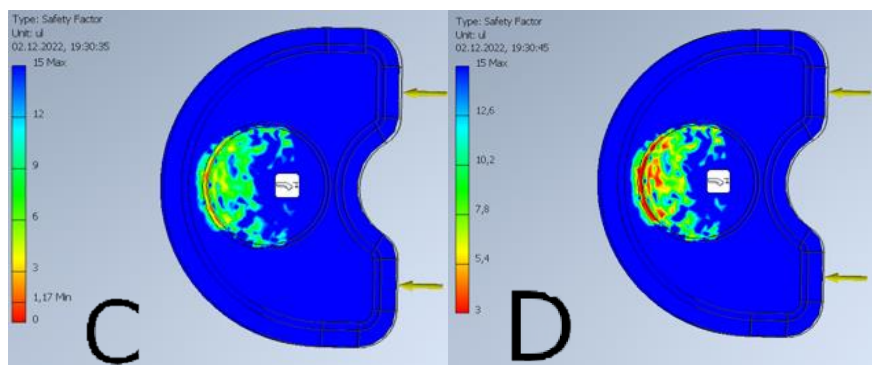 Type: Safety Factor
Unit: ul
02.12.2022, 19:30:35
15 Max
12
9
6
3
1,17 Min
0
C
Type: Safety Factor
Unit: ul
02.12.2022, 19:30:45
15 Max
12,6
10,2
7,8
5,4
3
D